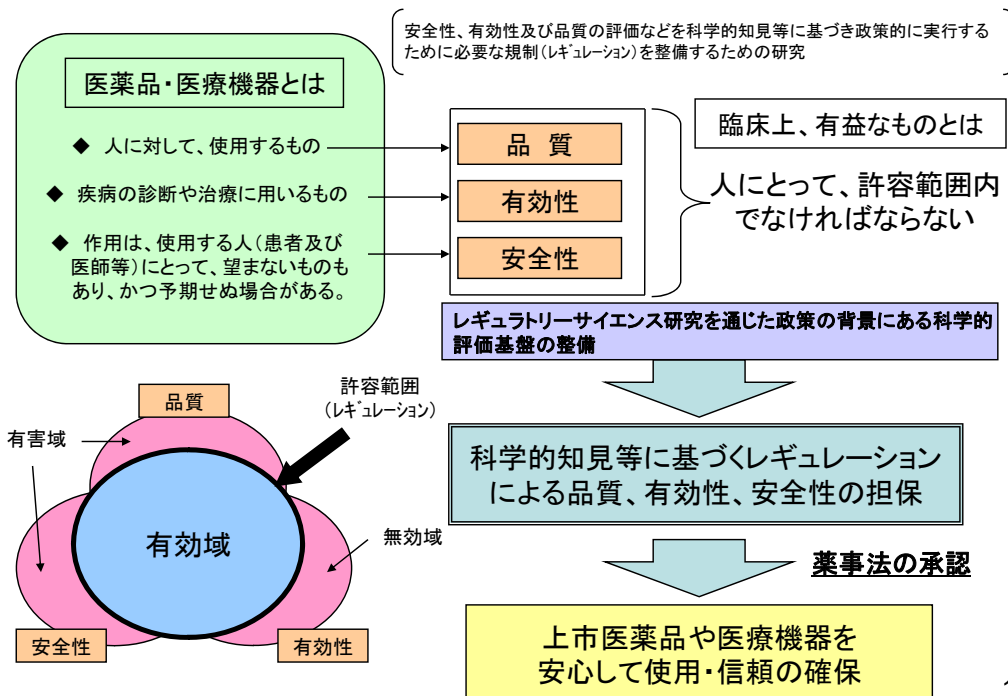 安全性、有効性及び品質の評価などを科学的知見等に基づき政策的に実行する
ために必要な規制(ﾚｷﾞｭﾚｰｼｮﾝ)を整備するための研究
医薬品・医療機器とは
◆ 人に対して、使用するもの
◆ 疾病の診断や治療に用いるもの
◆ 作用は、使用する人(患者及び
医師等)にとって、望まないものも
あり、かつ予期せぬ場合がある。
品 質
有効性
安全性
臨床上、有益なものとは
人にとって、許容範囲内
でなければならない
レギュラトリーサイエンス研究を通じた政策の背景にある科学的
評価基盤の整備
科学的知見等に基づくレギュレーション
による品質、有効性、安全性の担保
薬事法の承認
上市医薬品や医療機器を
安心して使用・信頼の確保
品質
許容範囲
(ﾚｷﾞｭﾚｰｼｮﾝ)
有害域
有効域
無効域
安全性
有効性